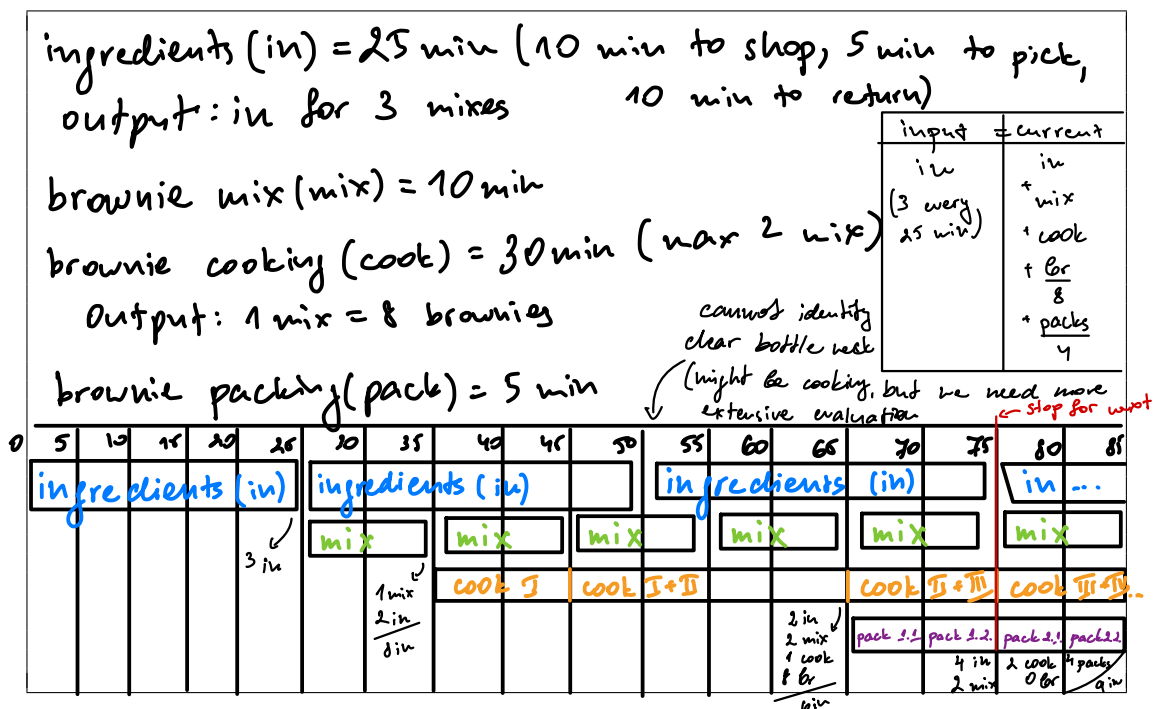 ingredients (in) = 25 min (10 min to shop, 5 min to pick,
10 min to return)
output: in for 3 mixes
input = current
in
(3 every
25 min)
in
+ mix
+ cook
+ br/8
+ packs/4
brownie mix (mix) = 10 min
brownie cooking (cook) = 30 min (max 2 mix)
Output: 1 mix = 8 brownies
brownie packing (pack) = 5 min
cannot identify
clear bottle neck
(might be cooking, but we need more
extensive evaluation
← stop for
0 5 10 15 20 25 20 35 40 45 50 55 60 65 70 75 80 85
ingredients (in) ingredients (in) ingredients (in) in ...
mix mix mix mix mix mix
3 in
cook I cook I+II cook II+III cook III+IV...
1 mix
2 in
3in
2 in
2 mix
1 cook
8 br
6in
pack 1.1 pack 1.2. pack 2.1 pack 2.2
4 in
2 mix
2 cook
0 br
4 packs
9 in